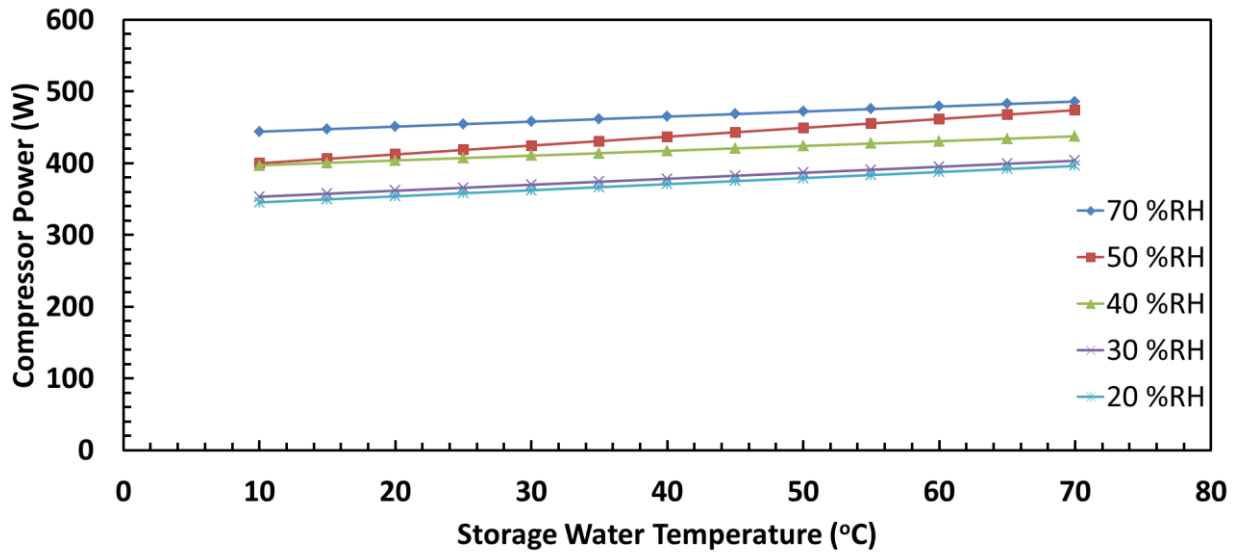 600
500
400
300
200
100
0
Compressor Power (W)
70 %RH
50 %RH
40 %RH
30 %RH
20 %RH
0 10 20 30 40 50 60 70 80
Storage Water Temperature (°C)